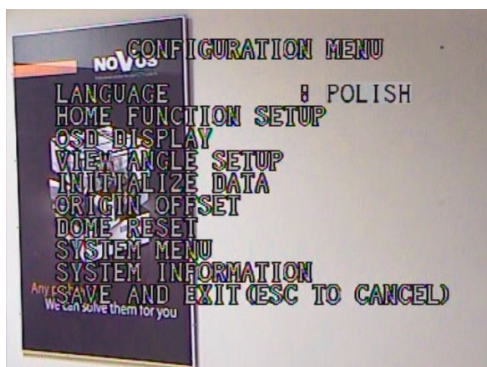 NOVUS
CONFIGURATION MENU
LANGUAGE : POLISH
HOME FUNCTION SETUP
OSD DISPLAY
VIEW ANGLE SETUP
INITIALIZE DATA
ORIGIN OFFSET
DOME RESET
SYSTEM MENU
SYSTEM INFORMATION
Any
SAVE AND EXIT(ESC TO CANCEL)
We can solve them for you